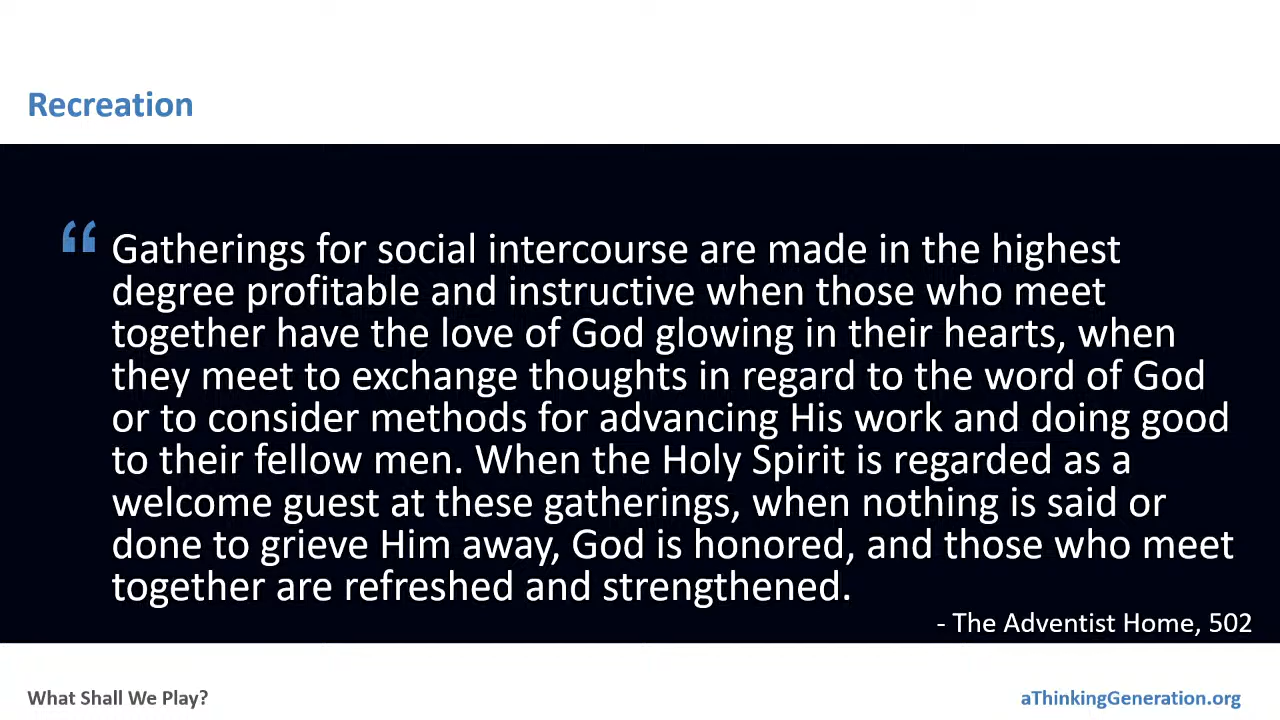 Recreation
“ Gatherings for social intercourse are made in the highest
degree profitable and instructive when those who meet
together have the love of God glowing in their hearts, when
they meet to exchange thoughts in regard to the word of God
or to consider methods for advancing His work and doing good
to their fellow men. When the Holy Spirit is regarded as a
welcome guest at these gatherings, when nothing is said or
done to grieve Him away, God is honored, and those who meet
together are refreshed and strengthened.
- The Adventist Home, 502
What Shall We Play?
aThinkingGeneration.org